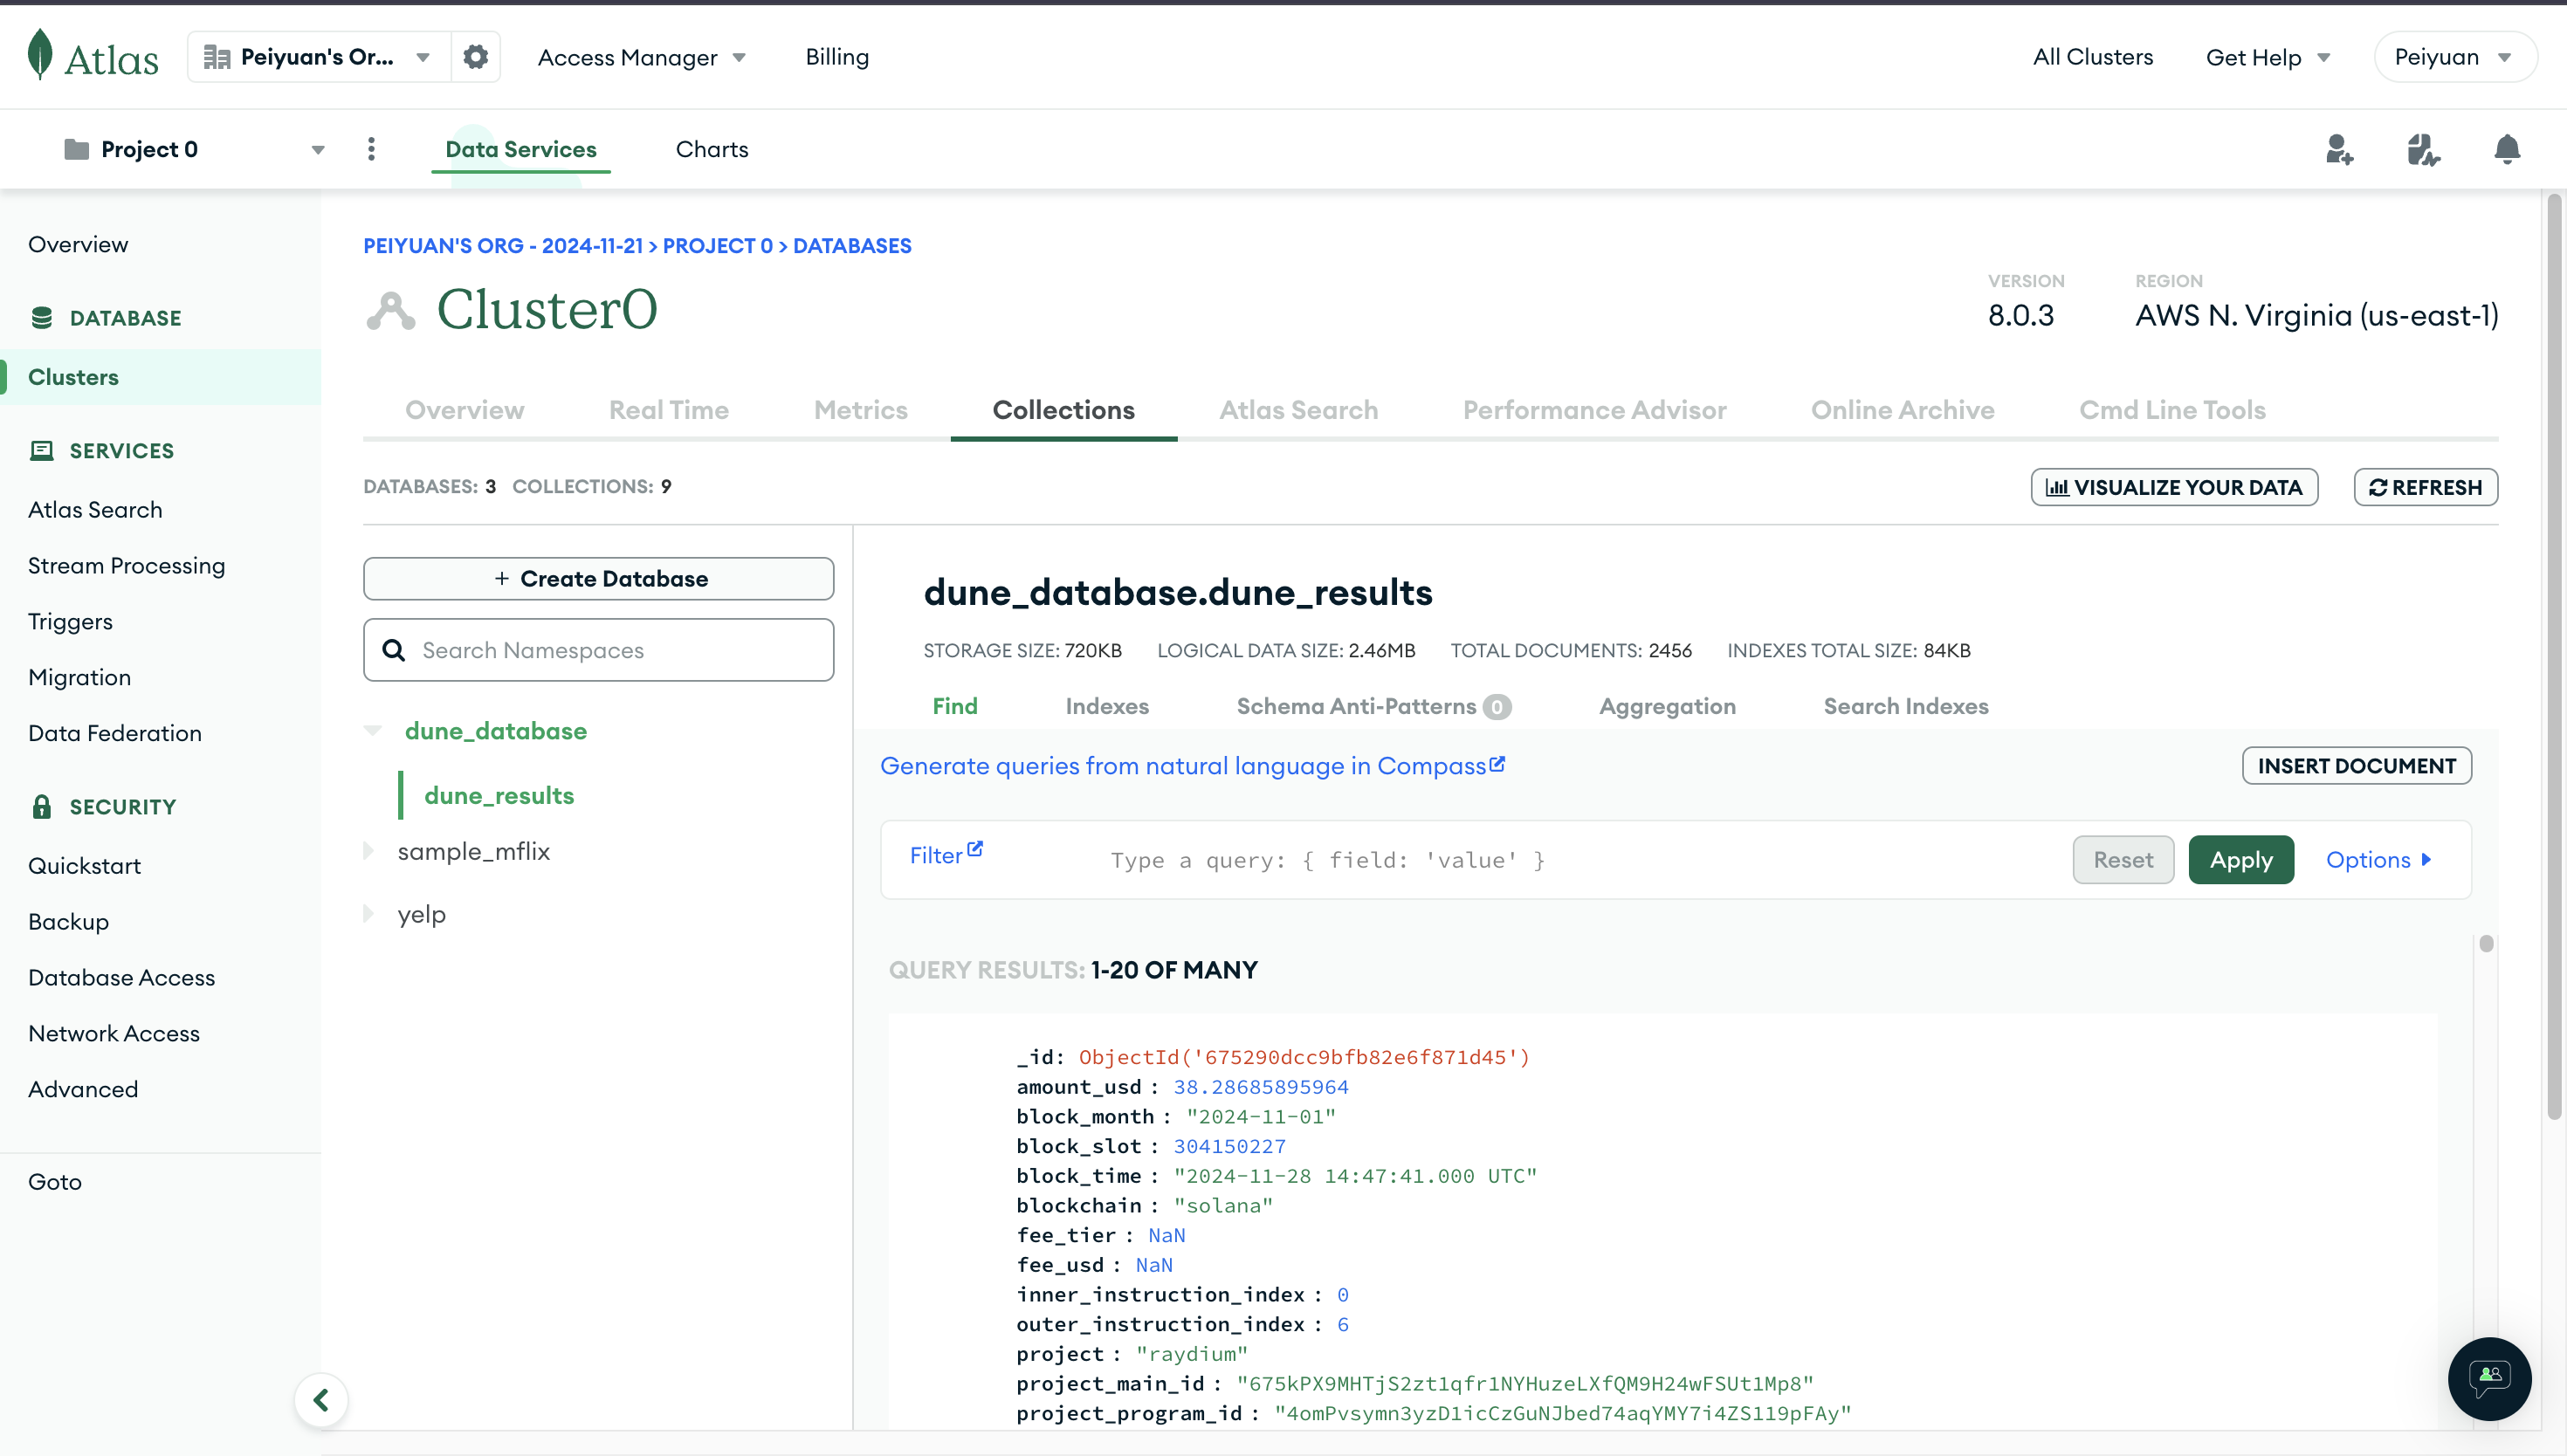 Atlas Peiyuan's Or... Access Manager Billing All Clusters Get Help Peiyuan
Project 0 Data Services Charts
Overview
DATABASE
Clusters
SERVICES
Atlas Search
Stream Processing
Triggers
Migration
Data Federation
SECURITY
Quickstart
Backup
Database Access
Network Access
Advanced
Goto
PEIYUAN'S ORG - 2024-11-21 > PROJECT 0 > DATABASES
Cluster0
VERSION
8.0.3
REGION
AWS N. Virginia (us-east-1)
Overview Real Time Metrics Collections Atlas Search Performance Advisor Online Archive Cmd Line Tools
DATABASES: 3 COLLECTIONS: 9 VISUALIZE YOUR DATA REFRESH
+ Create Database
Search Namespaces
dune_database
dune_results
sample_mflix
yelp
dune_database.dune_results
STORAGE SIZE: 720KB LOGICAL DATA SIZE: 2.46MB TOTAL DOCUMENTS: 2456 INDEXES TOTAL SIZE: 84KB
Find Indexes Schema Anti-Patterns 0 Aggregation Search Indexes
Generate queries from natural language in Compass INSERT DOCUMENT
Filter Type a query: { field: 'value' } Reset Apply Options
QUERY RESULTS: 1-20 OF MANY
_id: ObjectId('675290dcc9bfb82e6f871d45')
amount_usd : 38.28685895964
block_month : "2024-11-01"
block_slot : 304150227
block_time : "2024-11-28 14:47:41.000 UTC"
blockchain : "solana"
fee_tier : NaN
fee_usd : NaN
inner_instruction_index : 0
outer_instruction_index : 6
project : "raydium"
project_main_id : "675kPX9MHTjS2zt1qfr1NYHuzeLXfQM9H24wFSUt1Mp8"
project_program_id : "4omPvsymn3yzD1icCzGuNJbed74aqYMY7i4ZS119pFAy"